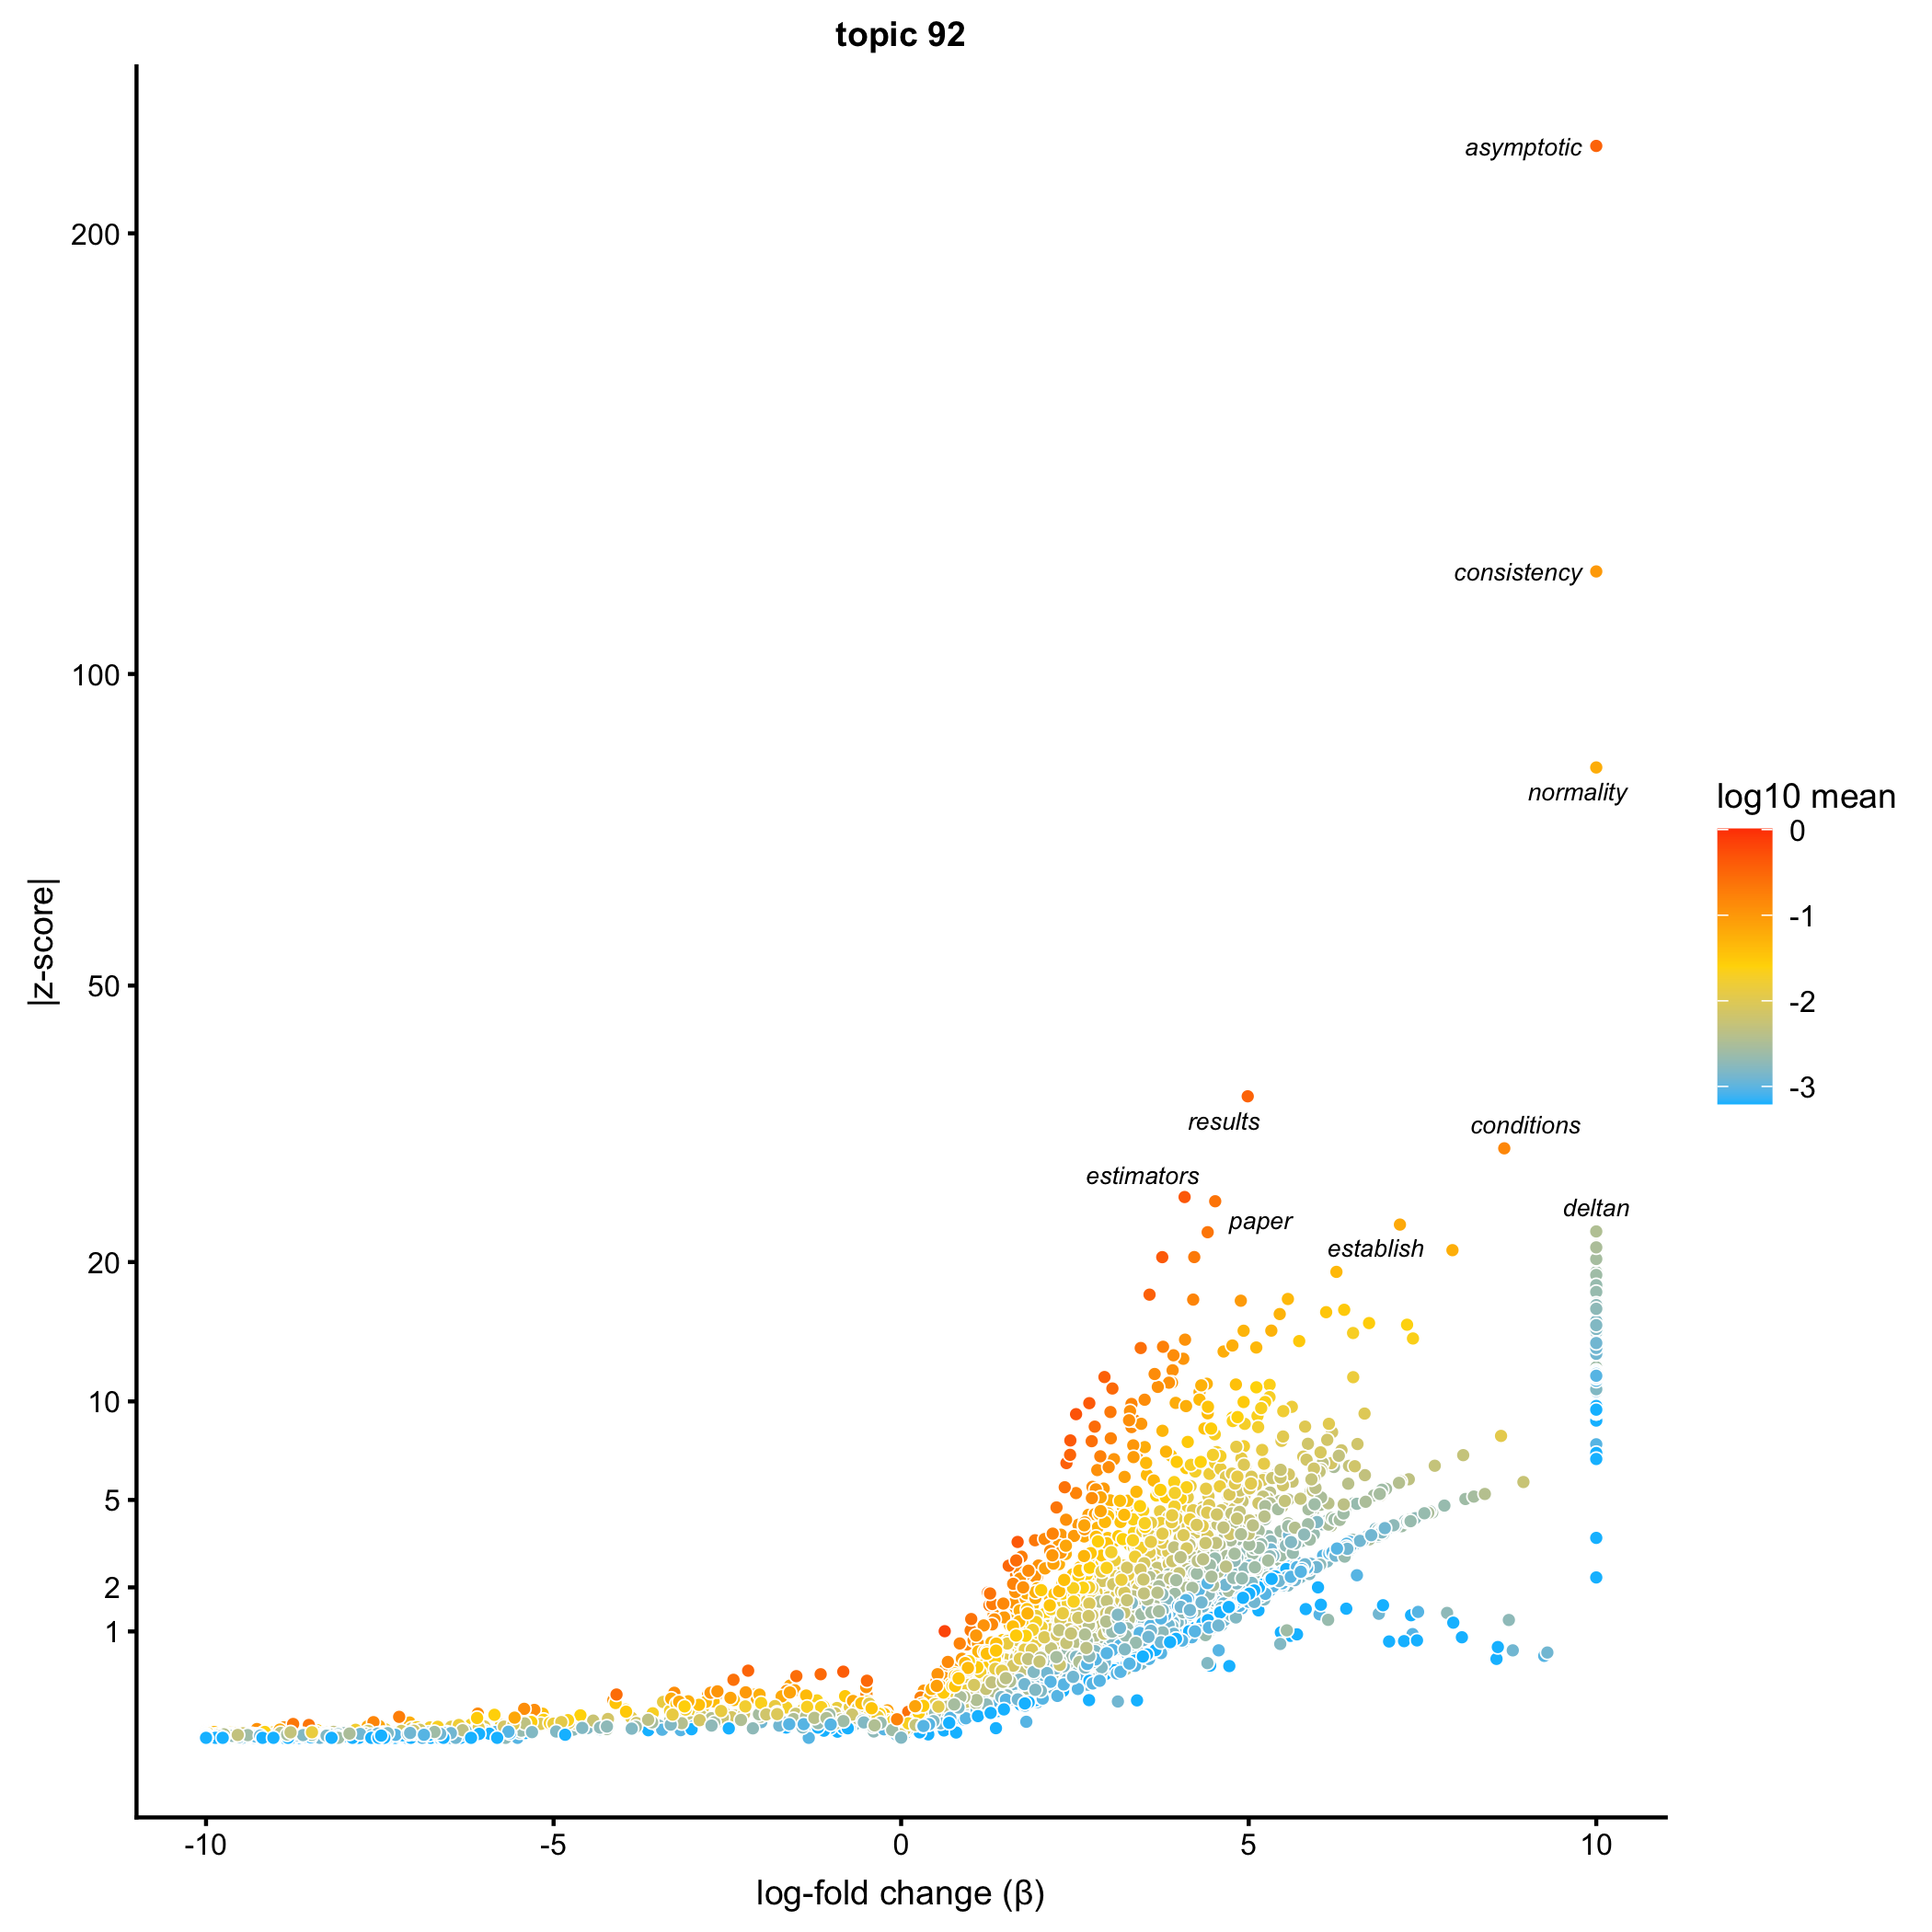 topic 92
asymptotic
200
consistency
100
normality
log10 mean
0
-1
-2
-3
|z-score|
50
results
conditions
estimators
paper
deltan
establish
20
10
5
2
1
-10
-5
0
5
10
log-fold change (β)